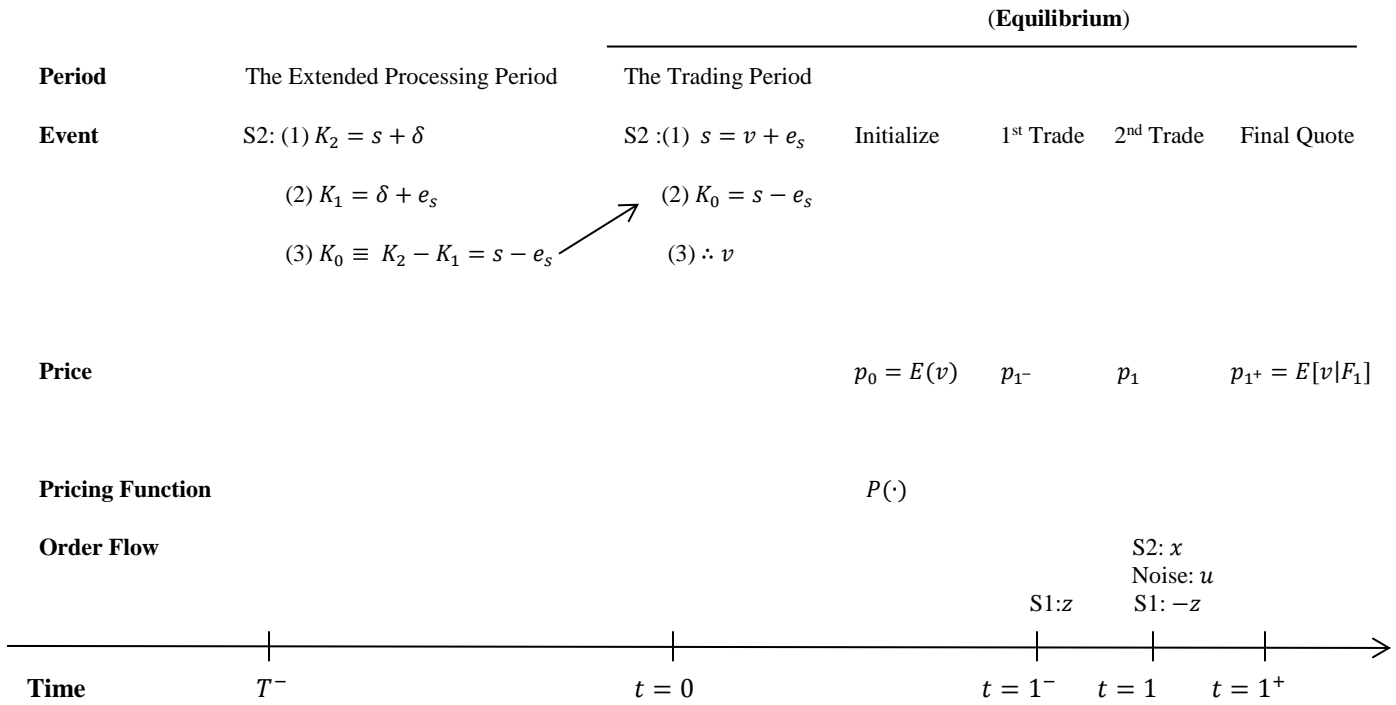 (Equilibrium)
Period The Extended Processing Period The Trading Period
Event S2: (1) K₂ = s + δ S2 :(1) s = v + eₛ Initialize 1ˢᵗ Trade 2ⁿᵈ Trade Final Quote
(2) K₁ = δ + eₛ (2) K₀ = s − eₛ
(3) K₀ ≡ K₂ − K₁ = s − eₛ (3) ∴ v
Price p₀ = E(v) p₁⁻ p₁ p₁⁺ = E[v|F₁]
Pricing Function P(·)
Order Flow S2: x
Noise: u
S1:z S1: −z
Time T⁻ t = 0 t = 1⁻ t = 1 t = 1⁺